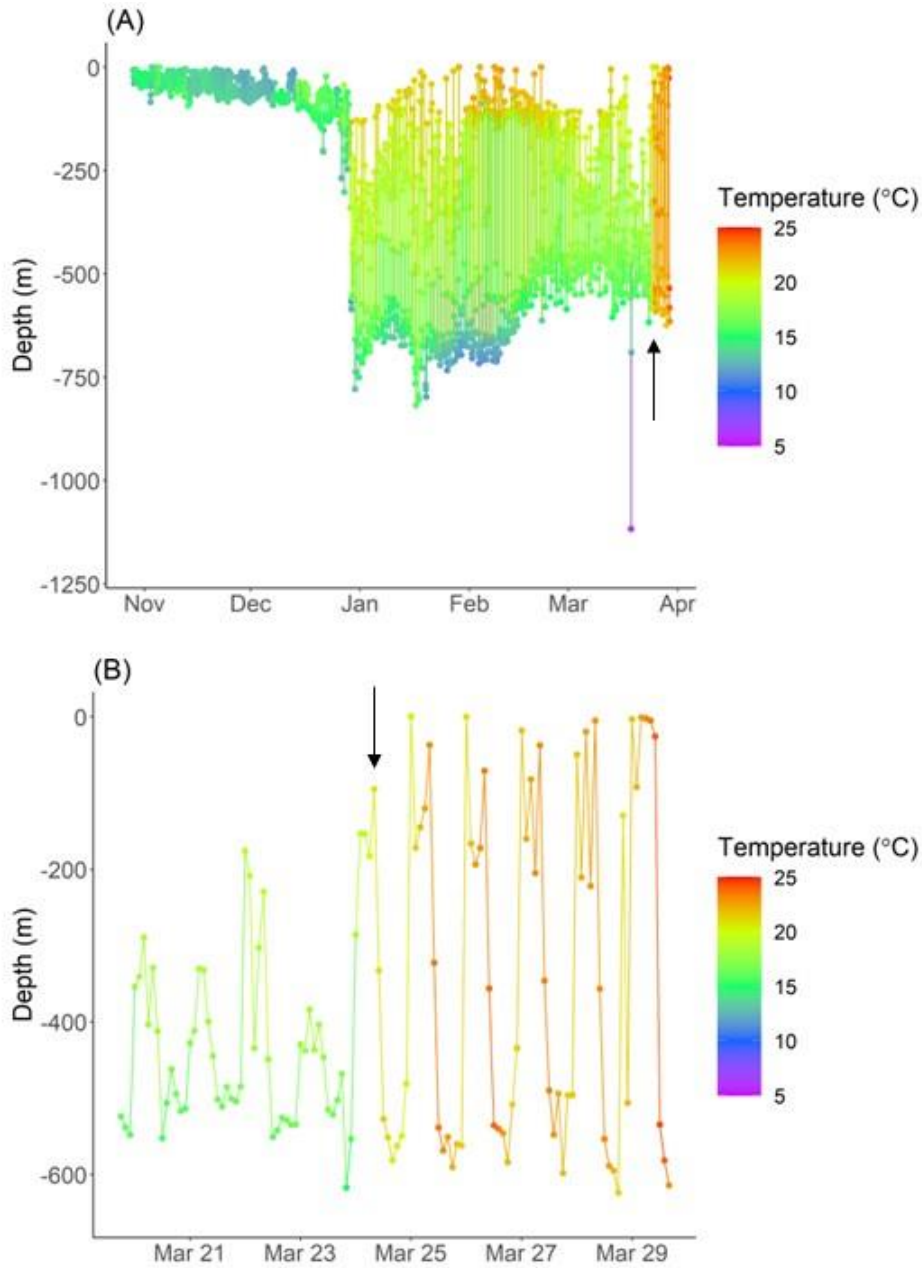 (A)
0
-250
-500
-750
-1000
-1250
Depth (m)
Nov Dec Jan Feb Mar Apr
Temperature (°C)
25
20
15
10
5
(B)
0
-200
-400
-600
Depth (m)
Mar 21 Mar 23 Mar 25 Mar 27 Mar 29
Temperature (°C)
25
20
15
10
5